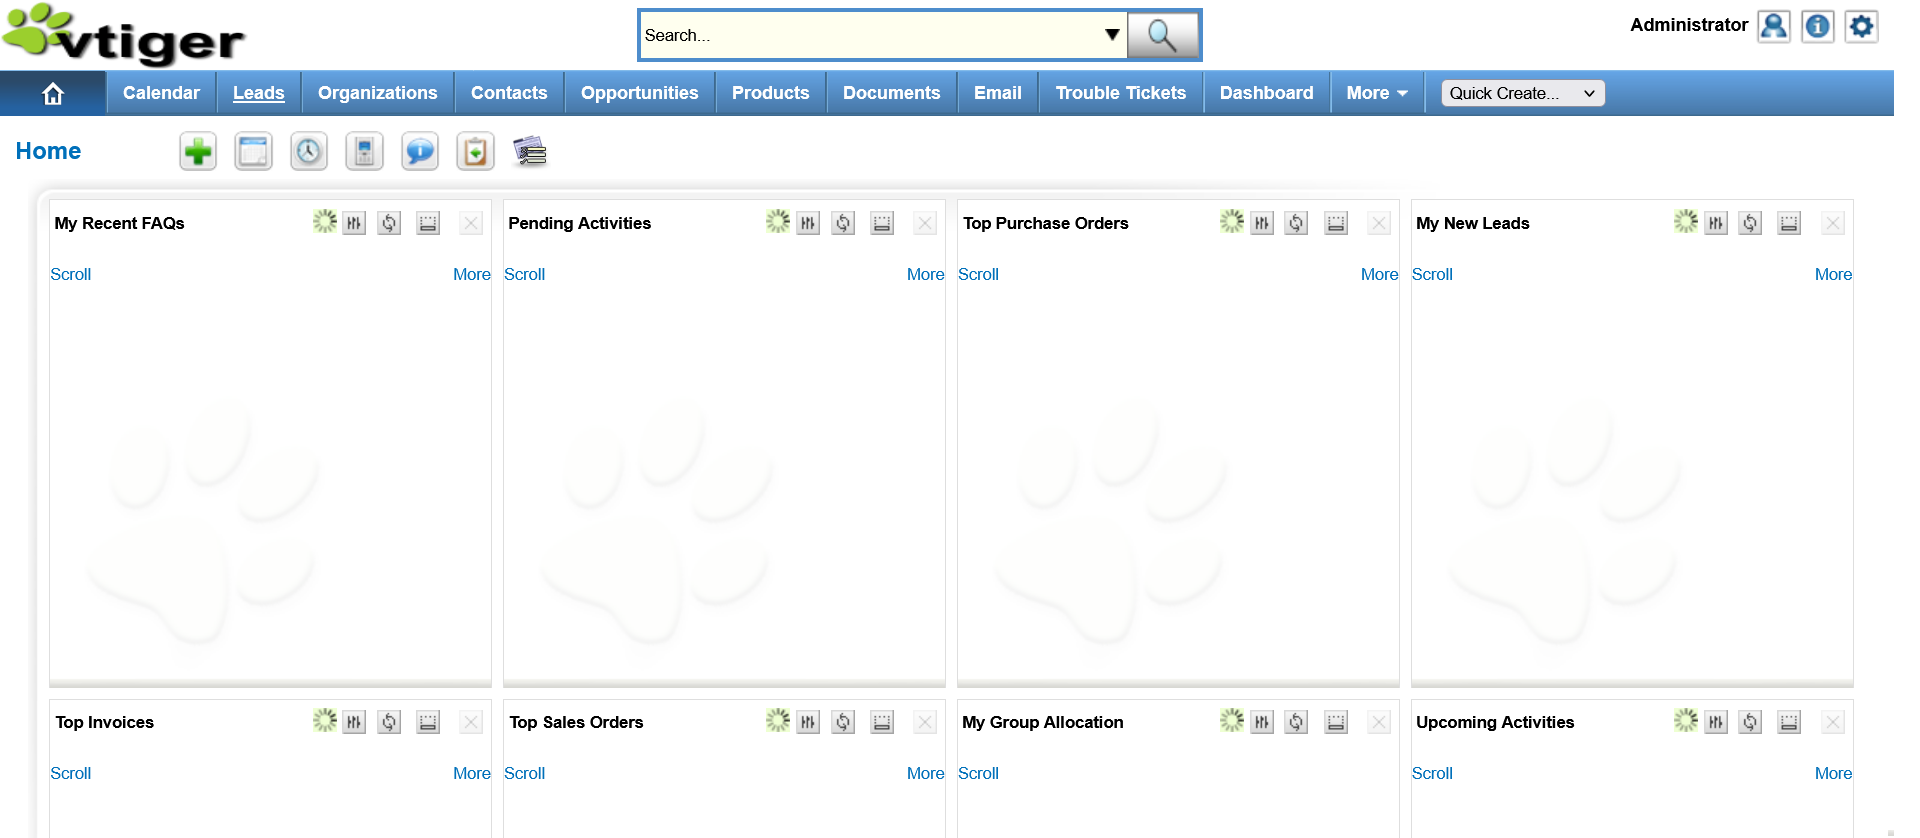 vtiger
Search...
Administrator
Calendar Leads Organizations Contacts Opportunities Products Documents Email Trouble Tickets Dashboard More Quick Create...
Home
My Recent FAQs Pending Activities Top Purchase Orders My New Leads
Scroll More Scroll More Scroll More Scroll More
Top Invoices Top Sales Orders My Group Allocation Upcoming Activities
Scroll More Scroll More Scroll Scroll More